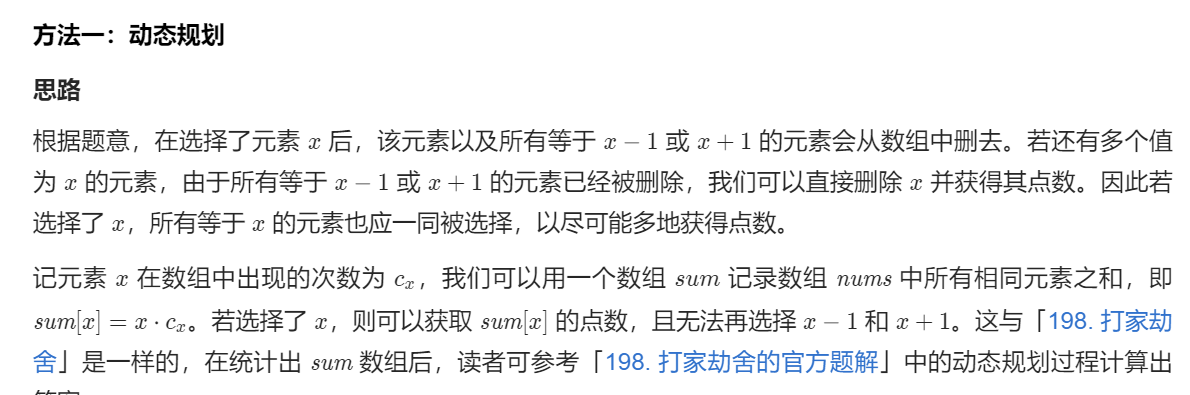 方法一：动态规划
思路
根据题意，在选择了元素 x 后，该元素以及所有等于 x − 1 或 x + 1 的元素会从数组中删去。若还有多个值
为 x 的元素，由于所有等于 x − 1 或 x + 1 的元素已经被删除，我们可以直接删除 x 并获得其点数。因此若
选择了 x，所有等于 x 的元素也应一同被选择，以尽可能多地获得点数。
记元素 x 在数组中出现的次数为 cₓ，我们可以用一个数组 sum 记录数组 nums 中所有相同元素之和，即
sum[x] = x · cₓ。若选择了 x，则可以获取 sum[x] 的点数，且无法再选择 x − 1 和 x + 1。这与「198. 打家劫
舍」是一样的，在统计出 sum 数组后，读者可参考「198. 打家劫舍的官方题解」中的动态规划过程计算出